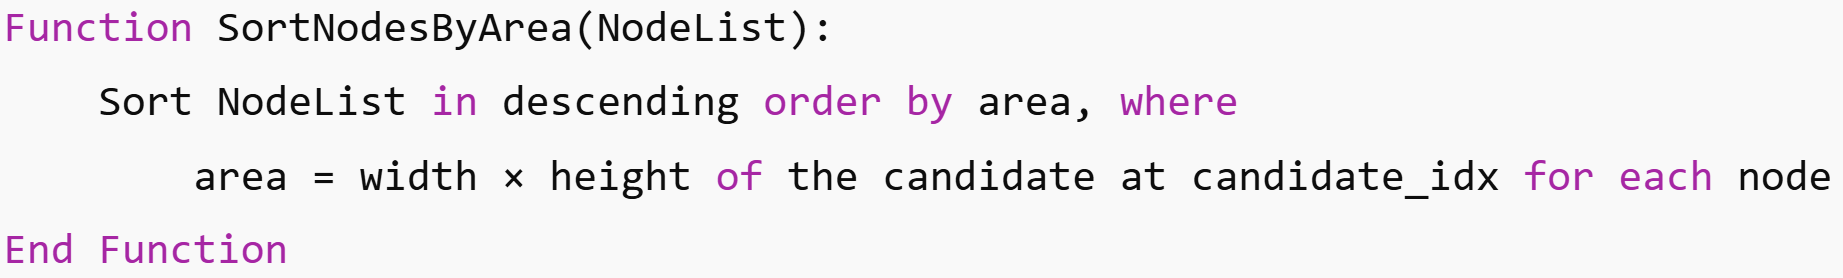 Function SortNodesByArea(NodeList):
Sort NodeList in descending order by area, where
area = width × height of the candidate at candidate_idx for each node
End Function